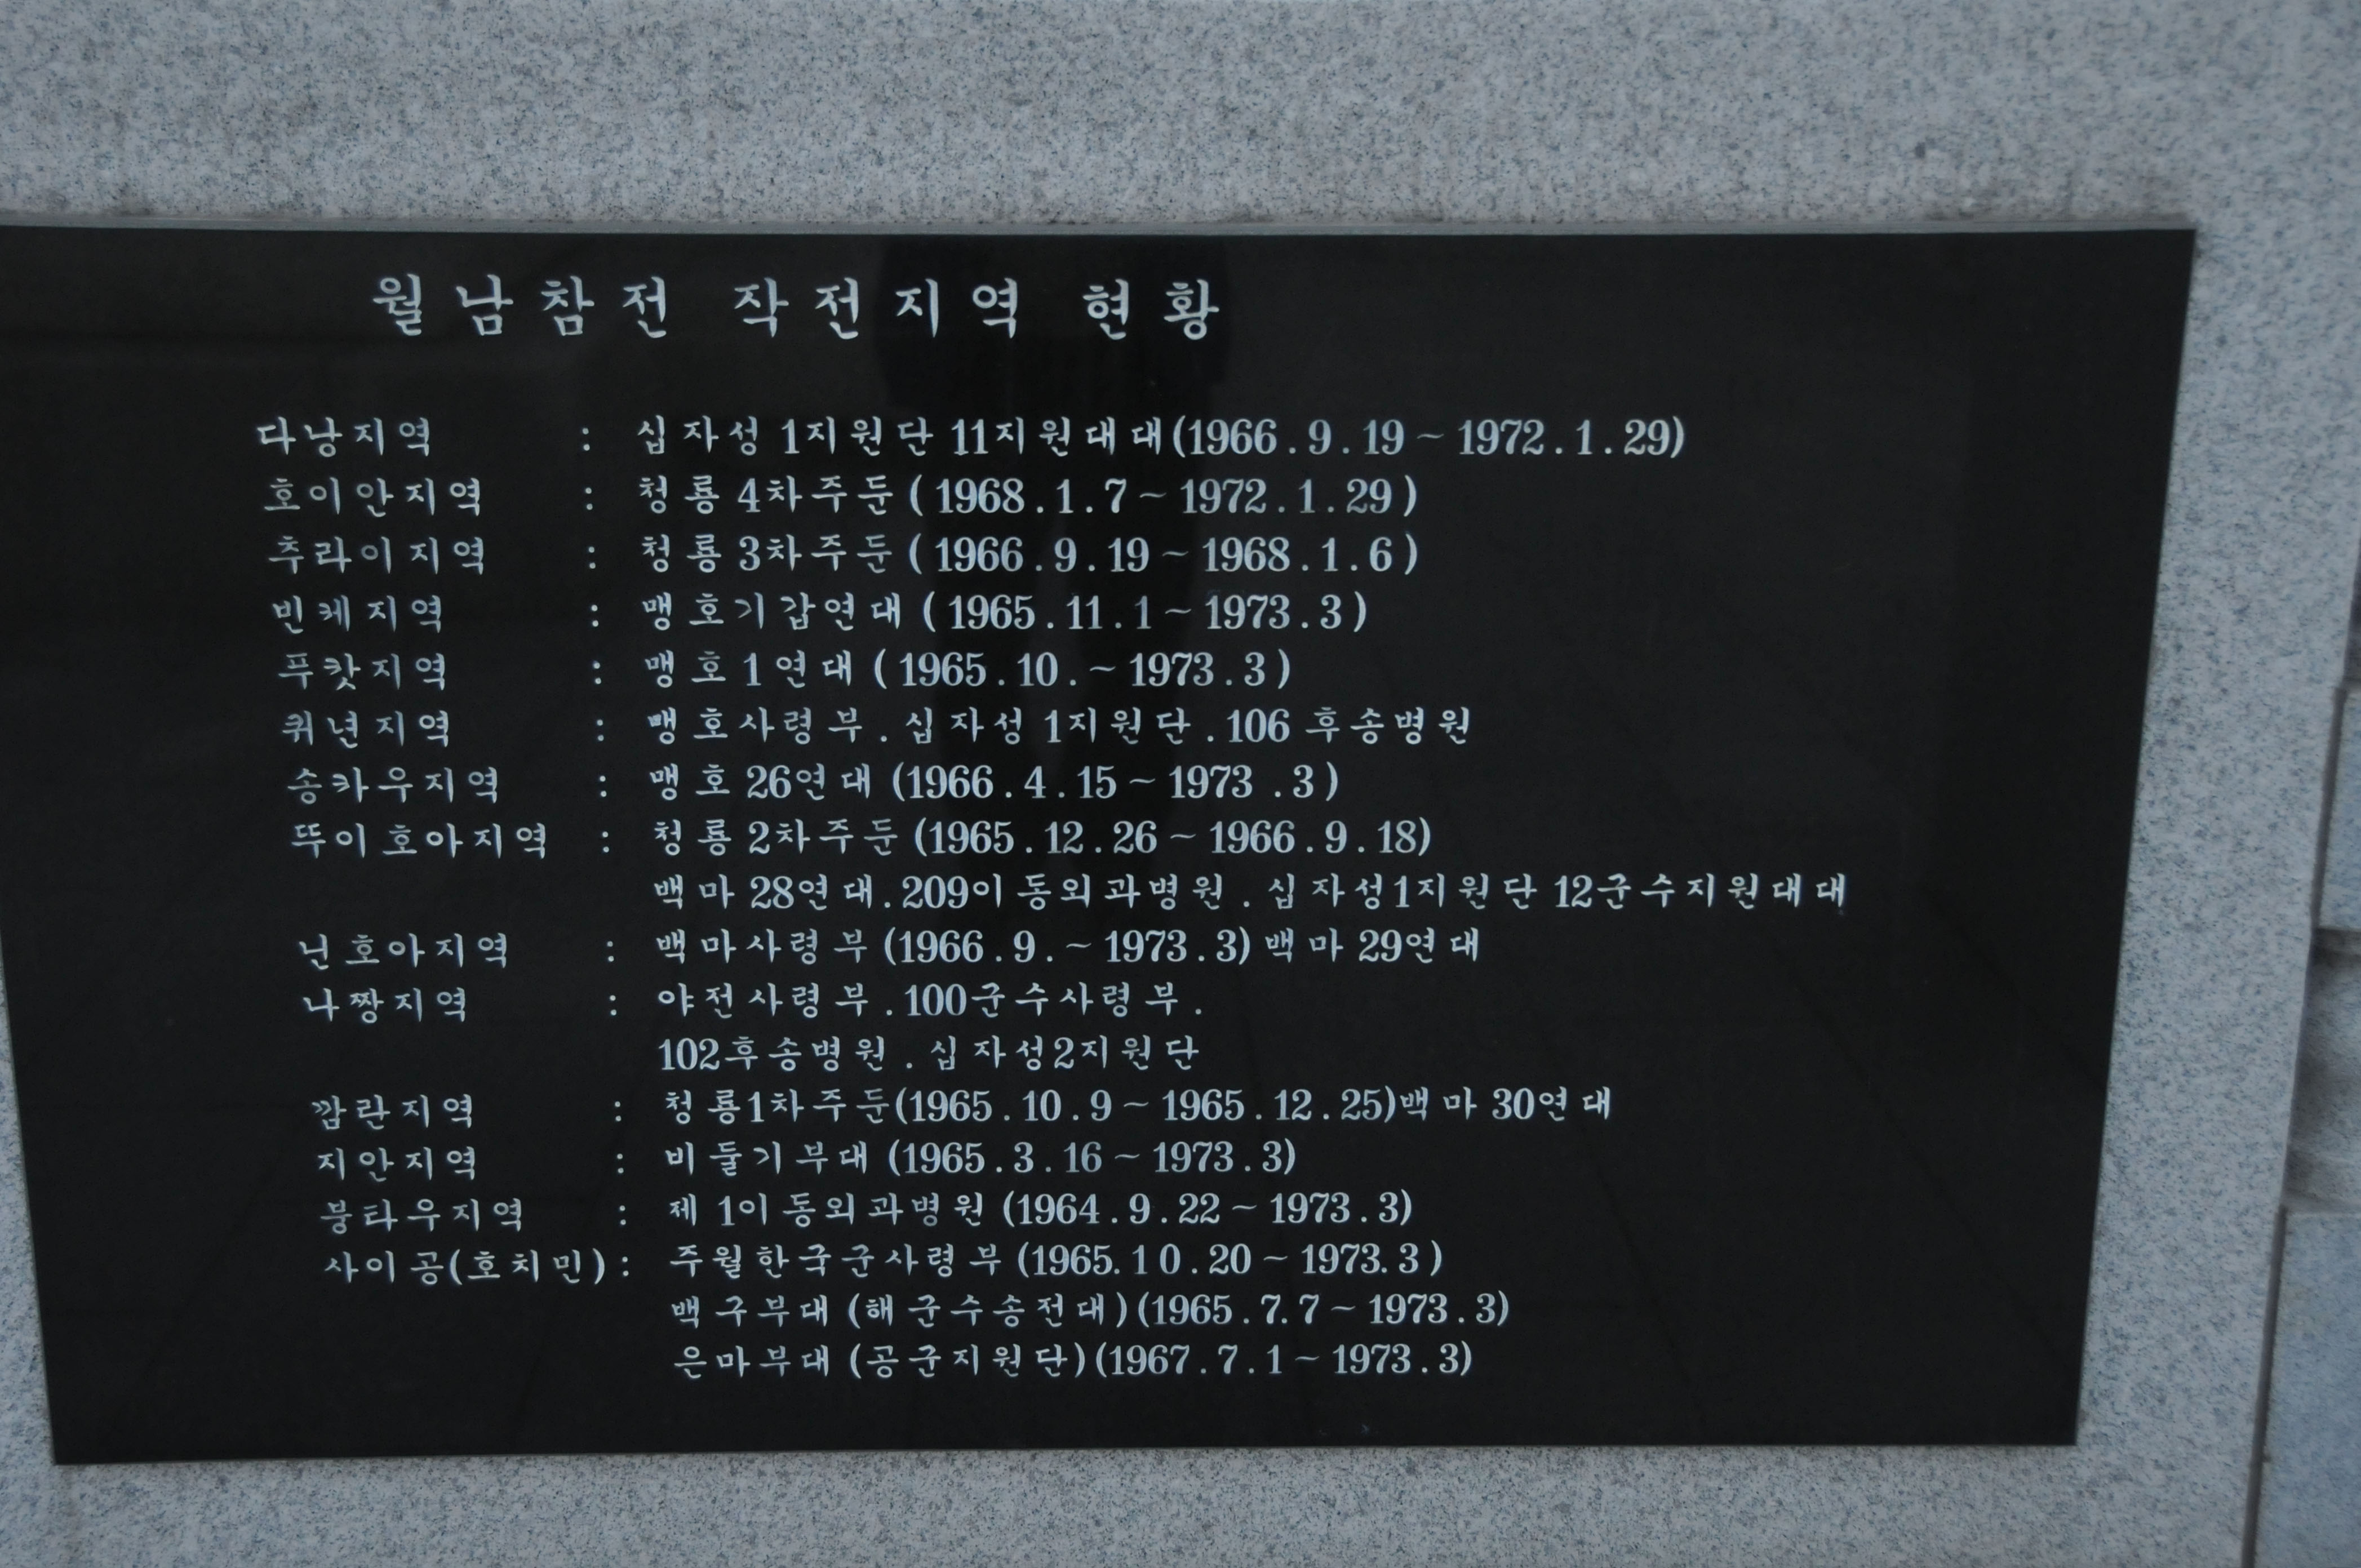 월남참전 작전지역 현황
다낭지역 : 십자성 1지원단 11지원대대(1966.9.19~1972.1.29)
호이안지역 : 청룡 4차주둔(1968.1.7~1972.1.29)
추라이지역 : 청룡 3차주둔(1966.9.19~1968.1.6)
빈케지역 : 맹호기갑연대(1965.11.1~1973.3)
푸캇지역 : 맹호 1연대(1965.10.~1973.3)
퀴년지역 : 맹호사령부.십자성 1지원단.106 후송병원
송카우지역 : 맹호 26연대(1966.4.15~1973.3)
뚜이호아지역 : 청룡 2차주둔(1965.12.26~1966.9.18)
백마 28연대.209이동외과병원.십자성1지원단 12군수지원대대
닌호아지역 : 백마사령부(1966.9.~1973.3) 백마 29연대
나짱지역 : 야전사령부.100군수사령부.
102후송병원.십자성2지원단
깜란지역 : 청룡1차주둔(1965.10.9~1965.12.25)백마 30연대
지안지역 : 비둘기부대(1965.3.16~1973.3)
붕타우지역 : 제 1이동외과병원(1964.9.22~1973.3)
사이공(호치민) : 주월한국군사령부(1965.10.20~1973.3)
백구부대(해군수송전대)(1965.7.7~1973.3)
은마부대(공군지원단)(1967.7.1~1973.3)